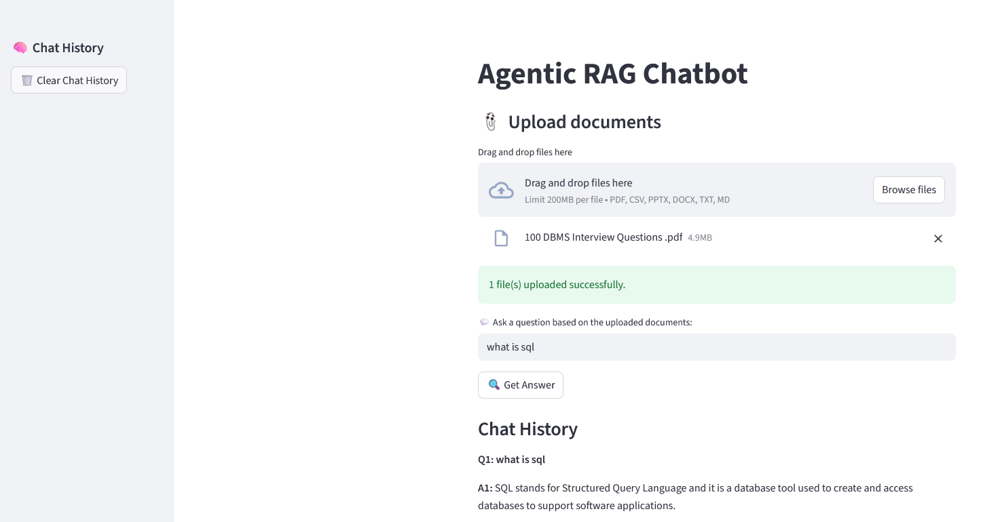 Chat History
Clear Chat History
Agentic RAG Chatbot
Upload documents
Drag and drop files here
Drag and drop files here
Limit 200MB per file • PDF, CSV, PPTX, DOCX, TXT, MD
Browse files
100 DBMS Interview Questions .pdf 4.9MB
1 file(s) uploaded successfully.
Ask a question based on the uploaded documents:
what is sql
Get Answer
Chat History
Q1: what is sql
A1: SQL stands for Structured Query Language and it is a database tool used to create and access
databases to support software applications.